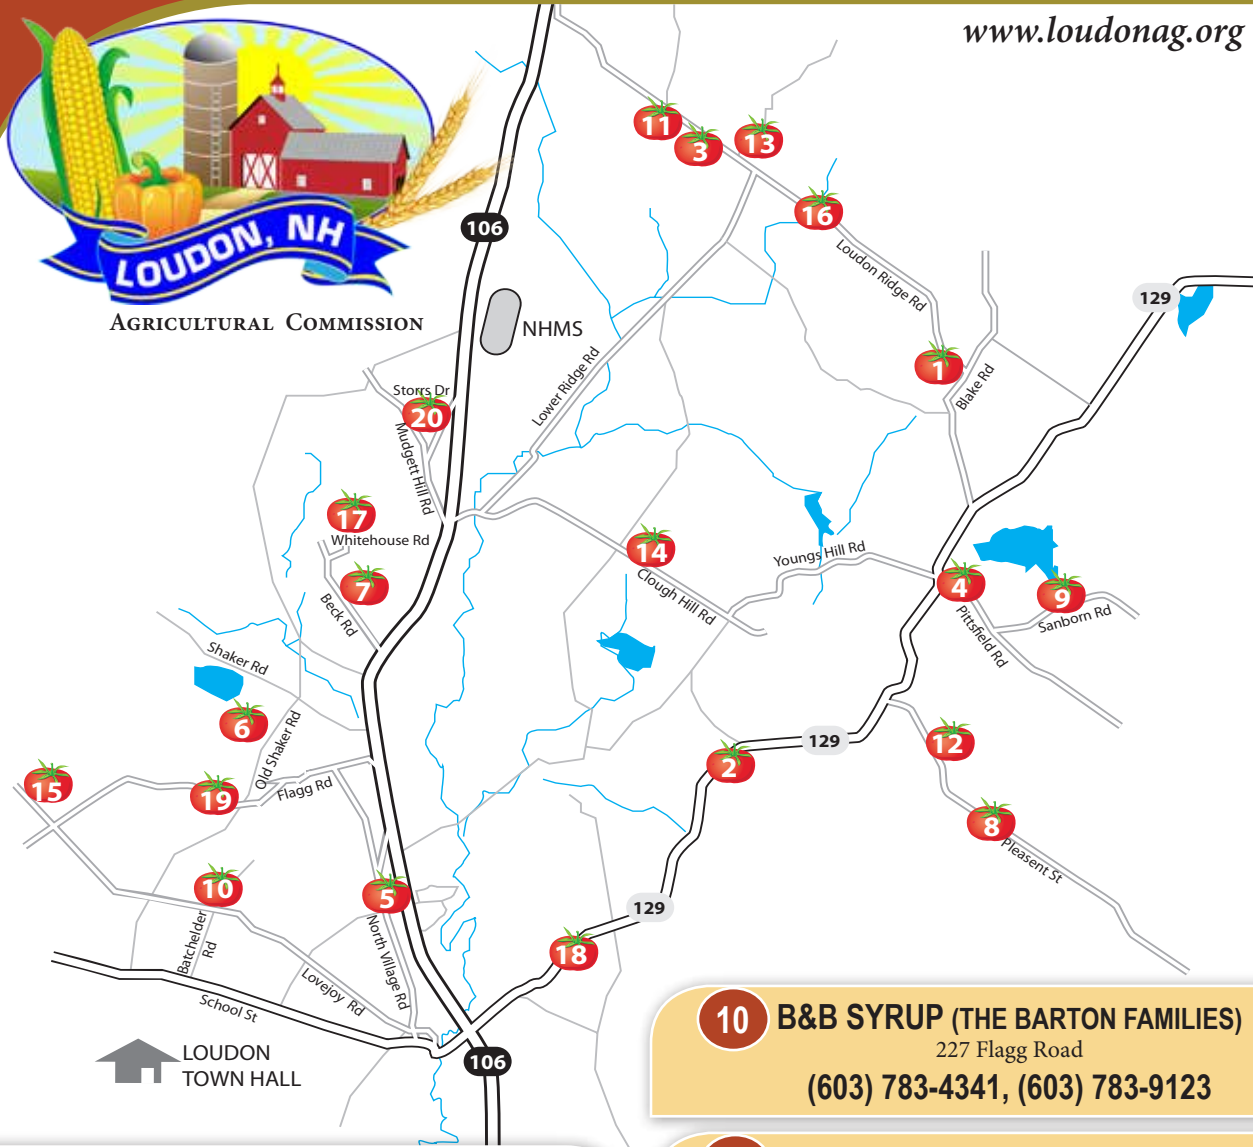 www.loudonag.org
LOUDON, NH
AGRICULTURAL COMMISSION
11
3
13
16
106
Loudon Ridge Rd
129
NHMS
1
Blake Rd
Lower Ridge Rd
Storrs Dr
20
Mudgett Hill Rd
17
Whitehouse Rd
14
Youngs Hill Rd
7
Clough Hill Rd
4
9
Beck Rd
Sanborn Rd
Pittsfield Rd
Shaker Rd
6
Old Shaker Rd
12
129
2
15
19
Flagg Rd
8
Pleasent St
10
5
129
Batchelder
Rd
North Village Rd
18
Lovejoy Rd
School St
LOUDON
TOWN HALL
106
10 B&B SYRUP (THE BARTON FAMILIES)
227 Flagg Road
(603) 783-4341, (603) 783-9123